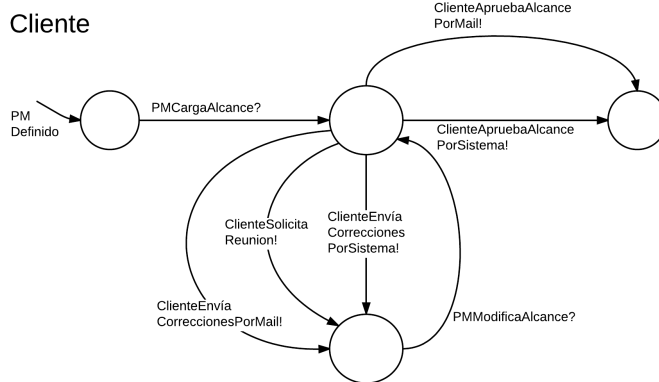 Cliente
ClienteApruebaAlcance
PorMail!
PMCargaAlcance?
PM
Definido
ClienteApruebaAlcance
PorSistema!
ClienteSolicita
Reunion!
ClienteEnvía
Correcciones
PorSistema!
ClienteEnvía
CorreccionesPorMail!
PMModificaAlcance?